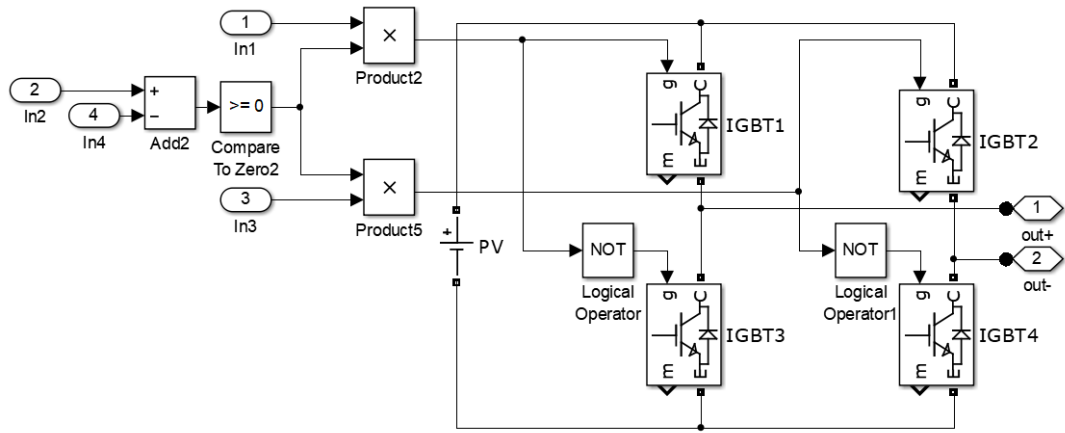 1
In1
×
Product2
2
In2
4
In4
+
−
Add2
>= 0
Compare
To Zero2
3
In3
×
Product5
+
PV
g
C
m
E
IGBT1
g
C
m
E
IGBT2
1
out+
2
out-
NOT
Logical
Operator
g
C
m
E
IGBT3
NOT
Logical
Operator1
g
C
m
E
IGBT4